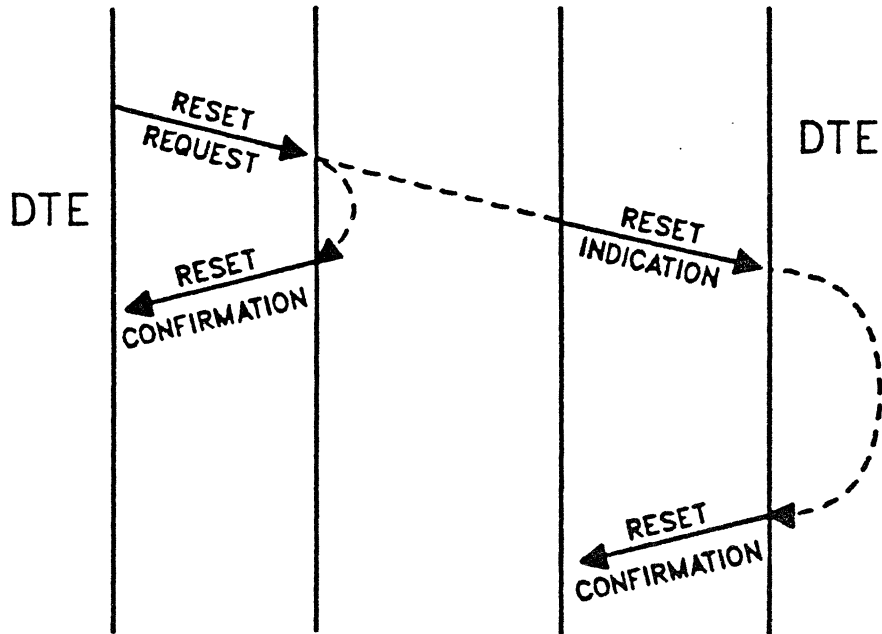 RESET
REQUEST
DTE
DTE
RESET
INDICATION
RESET
CONFIRMATION
RESET
CONFIRMATION